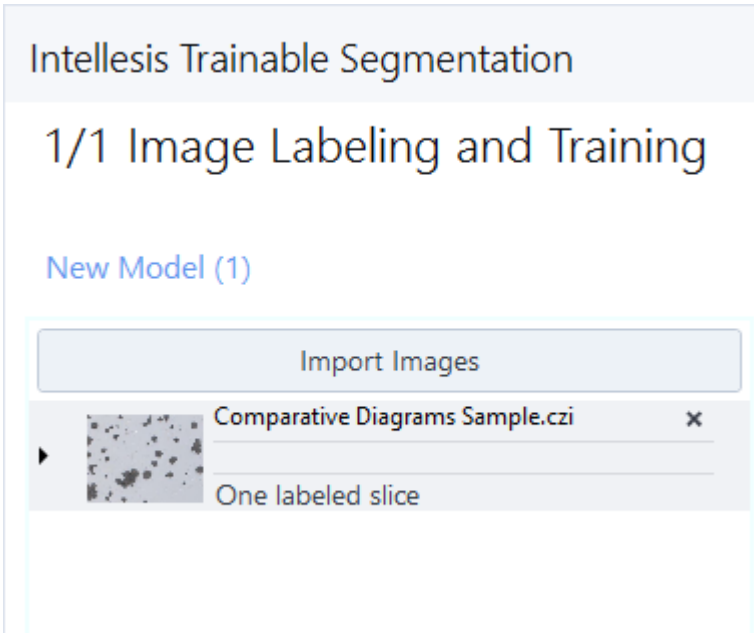 Intellesis Trainable Segmentation
1/1 Image Labeling and Training
New Model (1)
Import Images
Comparative Diagrams Sample.czi
One labeled slice